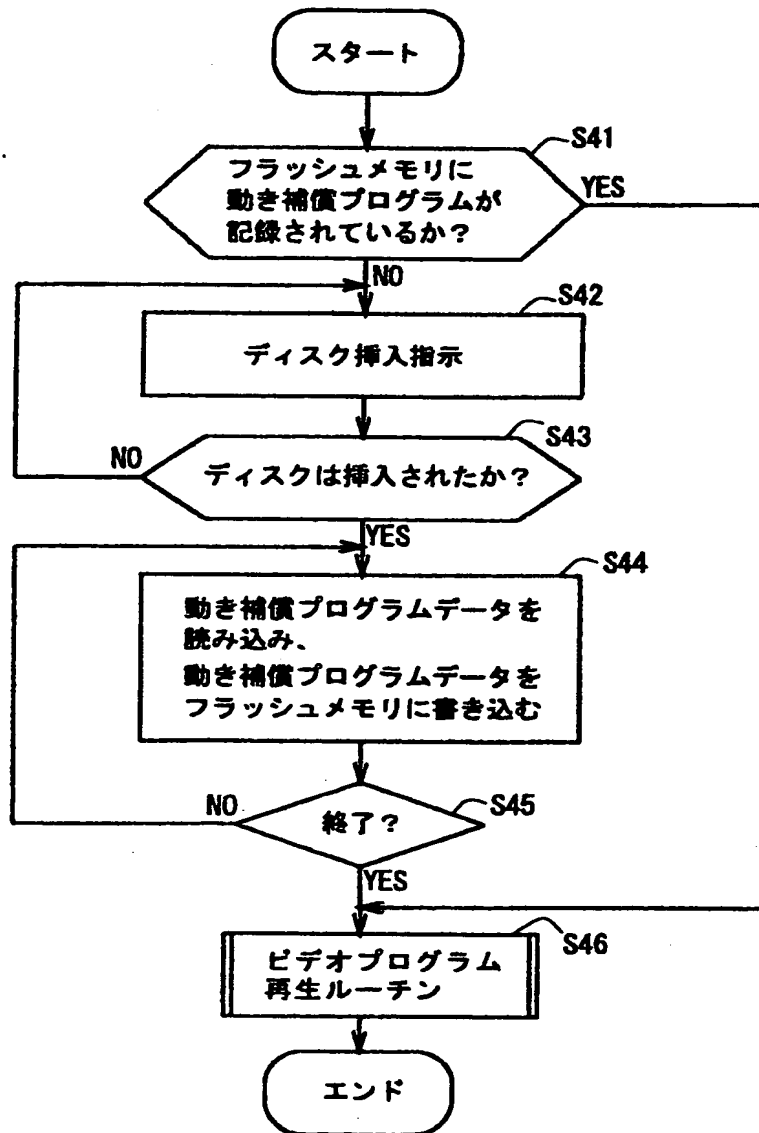 スタート
S41
フラッシュメモリに
動き補償プログラムが
記録されているか？
YES
NO
S42
ディスク挿入指示
S43
NO
ディスクは挿入されたか？
YES
S44
動き補償プログラムデータを
読み込み、
動き補償プログラムデータを
フラッシュメモリに書き込む
NO
S45
終了？
YES
S46
ビデオプログラム
再生ルーチン
エンド